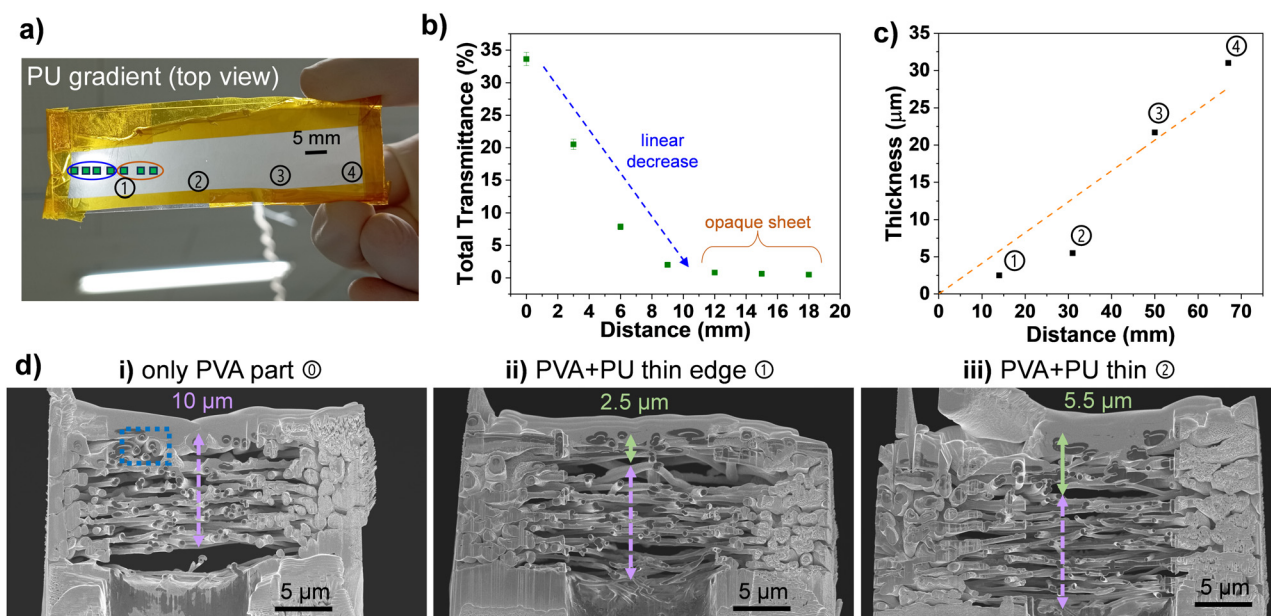 a)
PU gradient (top view)
5 mm
① ② ③ ④
b)
Total Transmittance (%)
35
30
25
20
15
10
5
0
linear
decrease
opaque sheet
0 2 4 6 8 10 12 14 16 18 20
Distance (mm)
c)
Thickness (μm)
35
30
25
20
15
10
5
0
①
②
③
④
0 10 20 30 40 50 60 70
Distance (mm)
d)
i) only PVA part ⓪
10 μm
5 μm
ii) PVA+PU thin edge ①
2.5 μm
5 μm
iii) PVA+PU thin ②
5.5 μm
5 μm